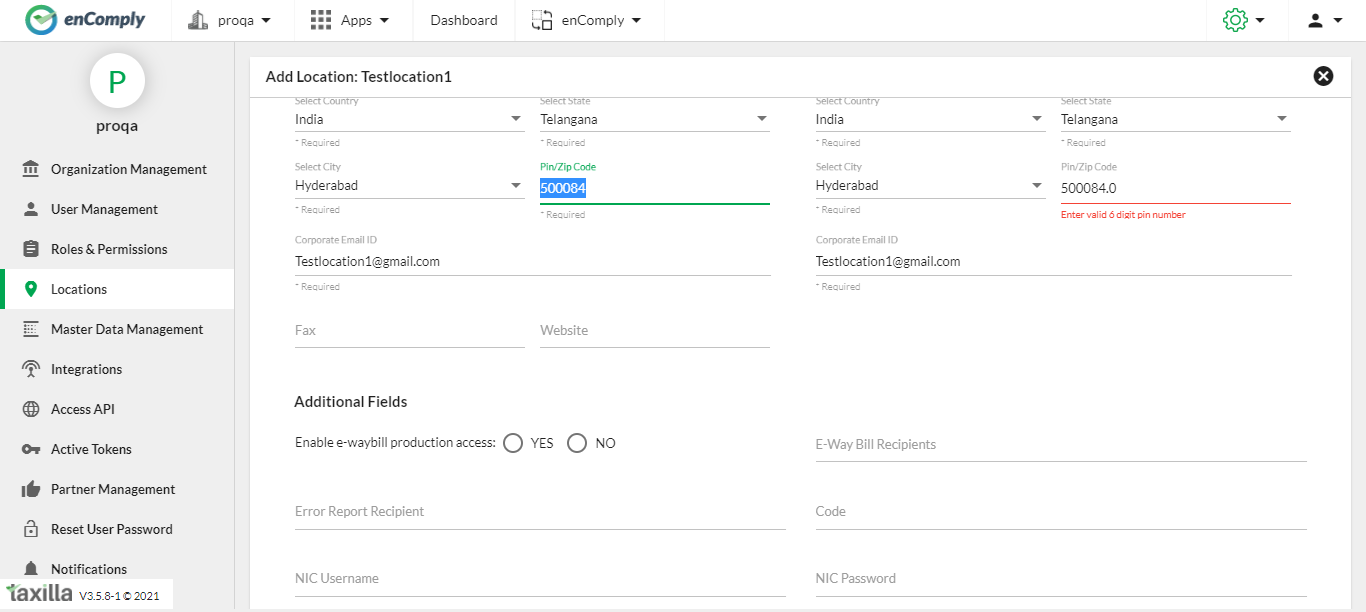 enComply
proqa
Apps
Dashboard
enComply
P
proqa
Organization Management
User Management
Roles & Permissions
Locations
Master Data Management
Integrations
Access API
Active Tokens
Partner Management
Reset User Password
Notifications
taxilla V3.5.8-1 © 2021
Add Location: Testlocation1
Select Country Select State Select Country Select State
India Telangana India Telangana
* Required * Required * Required * Required
Select City Pin/Zip Code Select City Pin/Zip Code
Hyderabad 500084 Hyderabad 500084.0
* Required * Required * Required Enter valid 6 digit pin number
Corporate Email ID Corporate Email ID
Testlocation1@gmail.com Testlocation1@gmail.com
* Required * Required
Fax Website
Additional Fields
Enable e-waybill production access: YES NO E-Way Bill Recipients
Error Report Recipient Code
NIC Username NIC Password